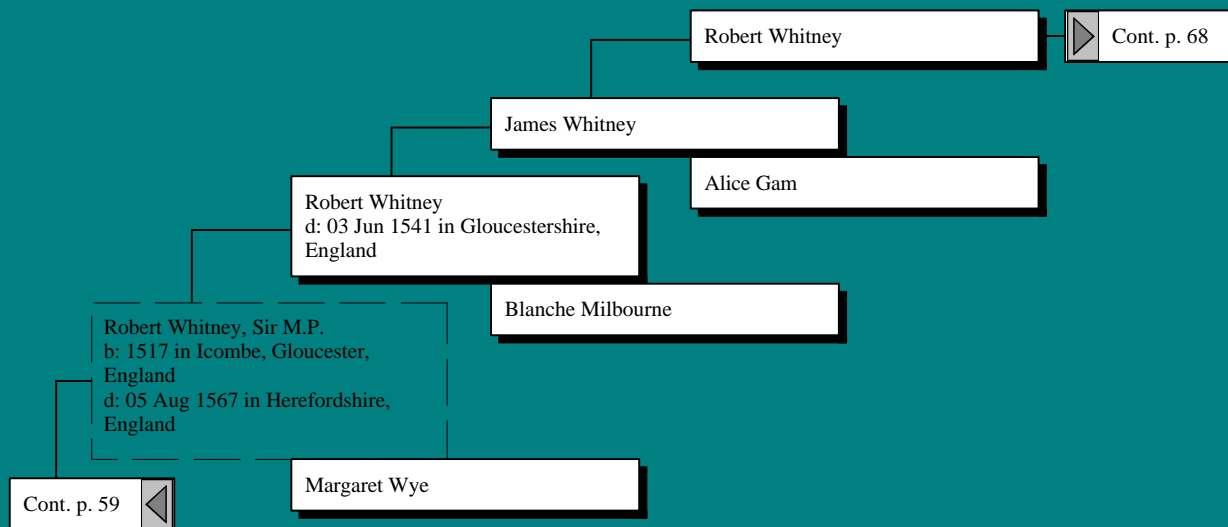 Robert Whitney
Cont. p. 68
James Whitney
Alice Gam
Robert Whitney
d: 03 Jun 1541 in Gloucestershire,
England
Blanche Milbourne
Robert Whitney, Sir M.P.
b: 1517 in Icombe, Gloucester,
England
d: 05 Aug 1567 in Herefordshire,
England
Margaret Wye
Cont. p. 59